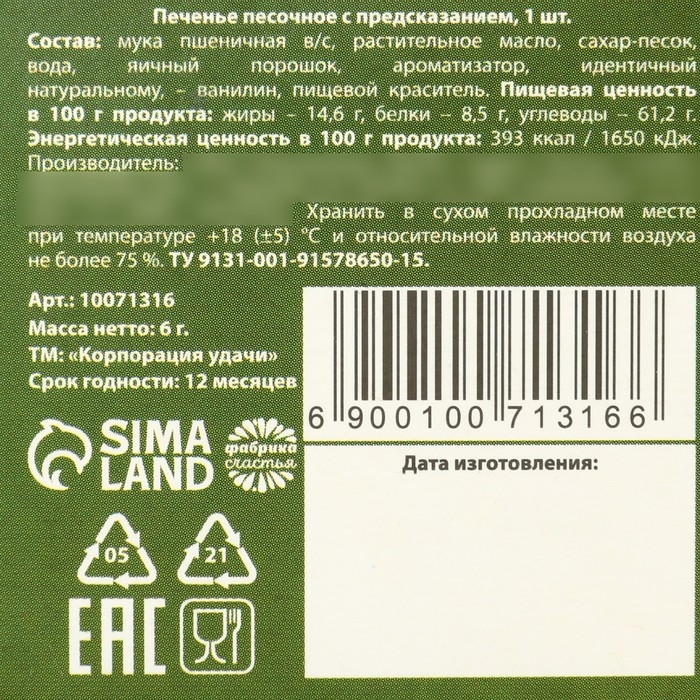 Печенье песочное с предсказанием, 1 шт.
Состав: мука пшеничная в/с, растительное масло, сахар-песок,
вода, яичный порошок, ароматизатор, идентичный
натуральному, – ванилин, пищевой краситель. Пищевая ценность
в 100 г продукта: жиры – 14,6 г, белки – 8,5 г, углеводы – 61,2 г.
Энергетическая ценность в 100 г продукта: 393 ккал / 1650 кДж.
Производитель:
Хранить в сухом прохладном месте
при температуре +18 (±5) °С и относительной влажности воздуха
не более 75 %. ТУ 9131-001-91578650-15.
Арт.: 10071316
Масса нетто: 6 г.
ТМ: «Корпорация удачи»
Срок годности: 12 месяцев
6 900100 713166
SIMA
LAND
фабрика
счастья
Дата изготовления:
05
21
EAC